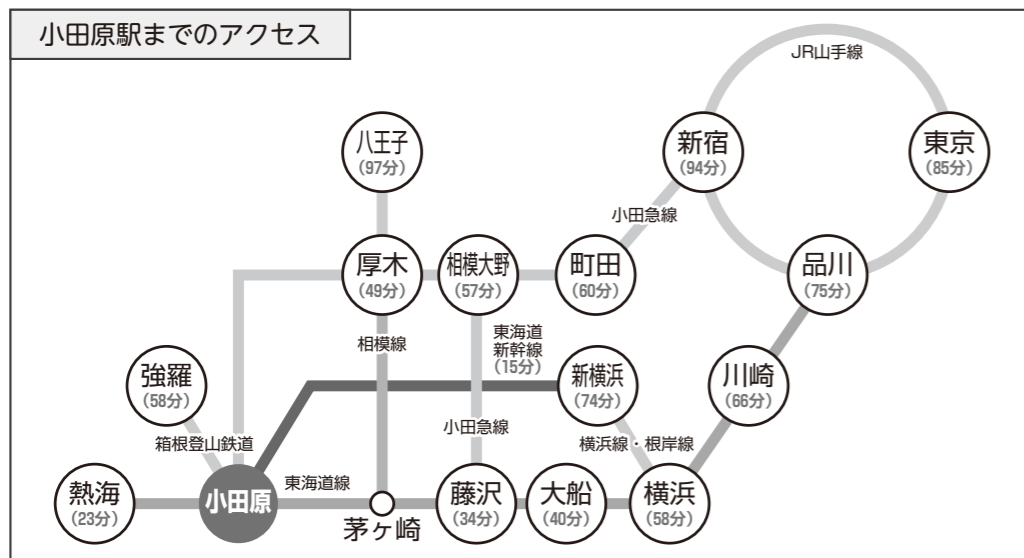 小田原駅までのアクセス
JR山手線
八王子
(97分)
新宿
(94分)
東京
(85分)
小田急線
厚木
(49分)
相模大野
(57分)
町田
(60分)
品川
(75分)
相模線
東海道
新幹線
(15分)
強羅
(58分)
新横浜
(74分)
川崎
(66分)
箱根登山鉄道
小田急線
横浜線・根岸線
熱海
(23分)
小田原
東海道線
茅ヶ崎
藤沢
(34分)
大船
(40分)
横浜
(58分)